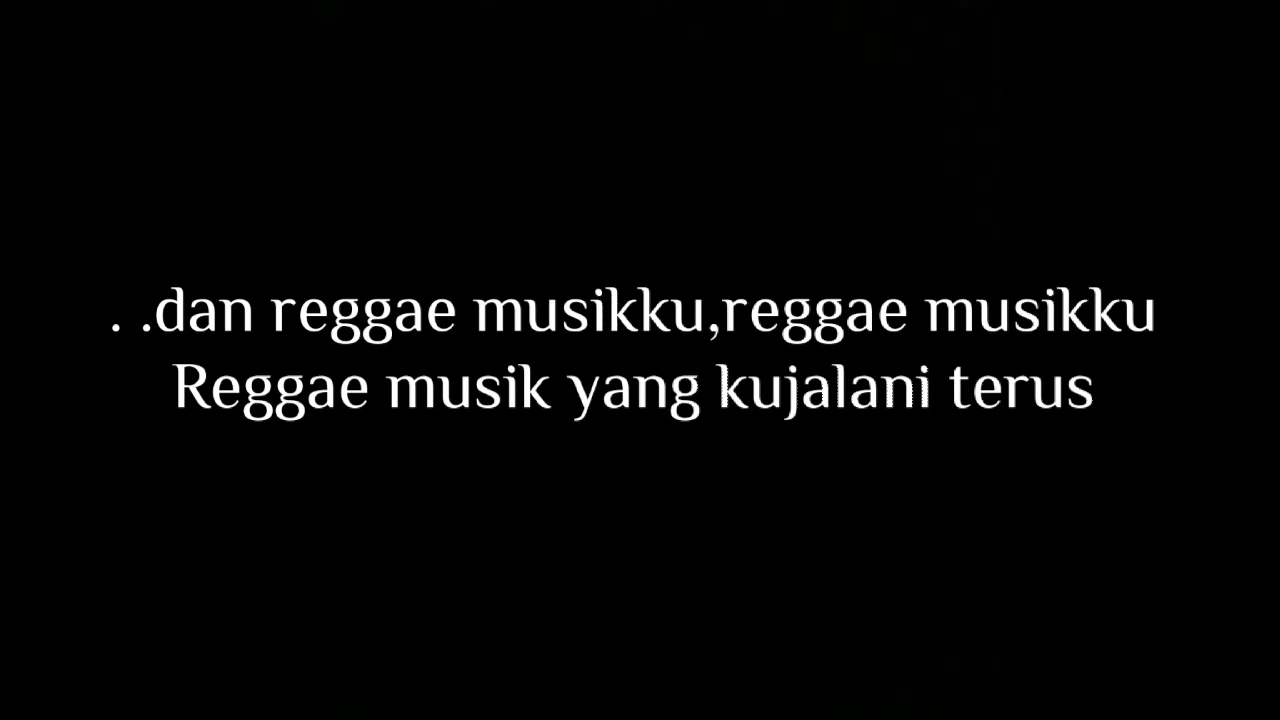 . .dan reggae musikku,reggae musikku
Reggae musik yang kujalani terus